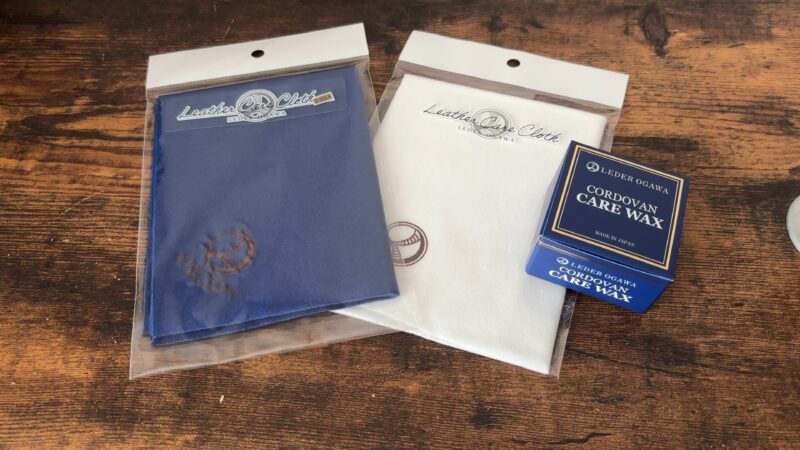 Leather Care Cloth
LEDER OGAWA
Leather Care Cloth
LEDER OGAWA
LEDER OGAWA
CORDOVAN
CARE WAX
MADE IN JAPAN
LEDER OGAWA
CORDOVAN
CARE WAX